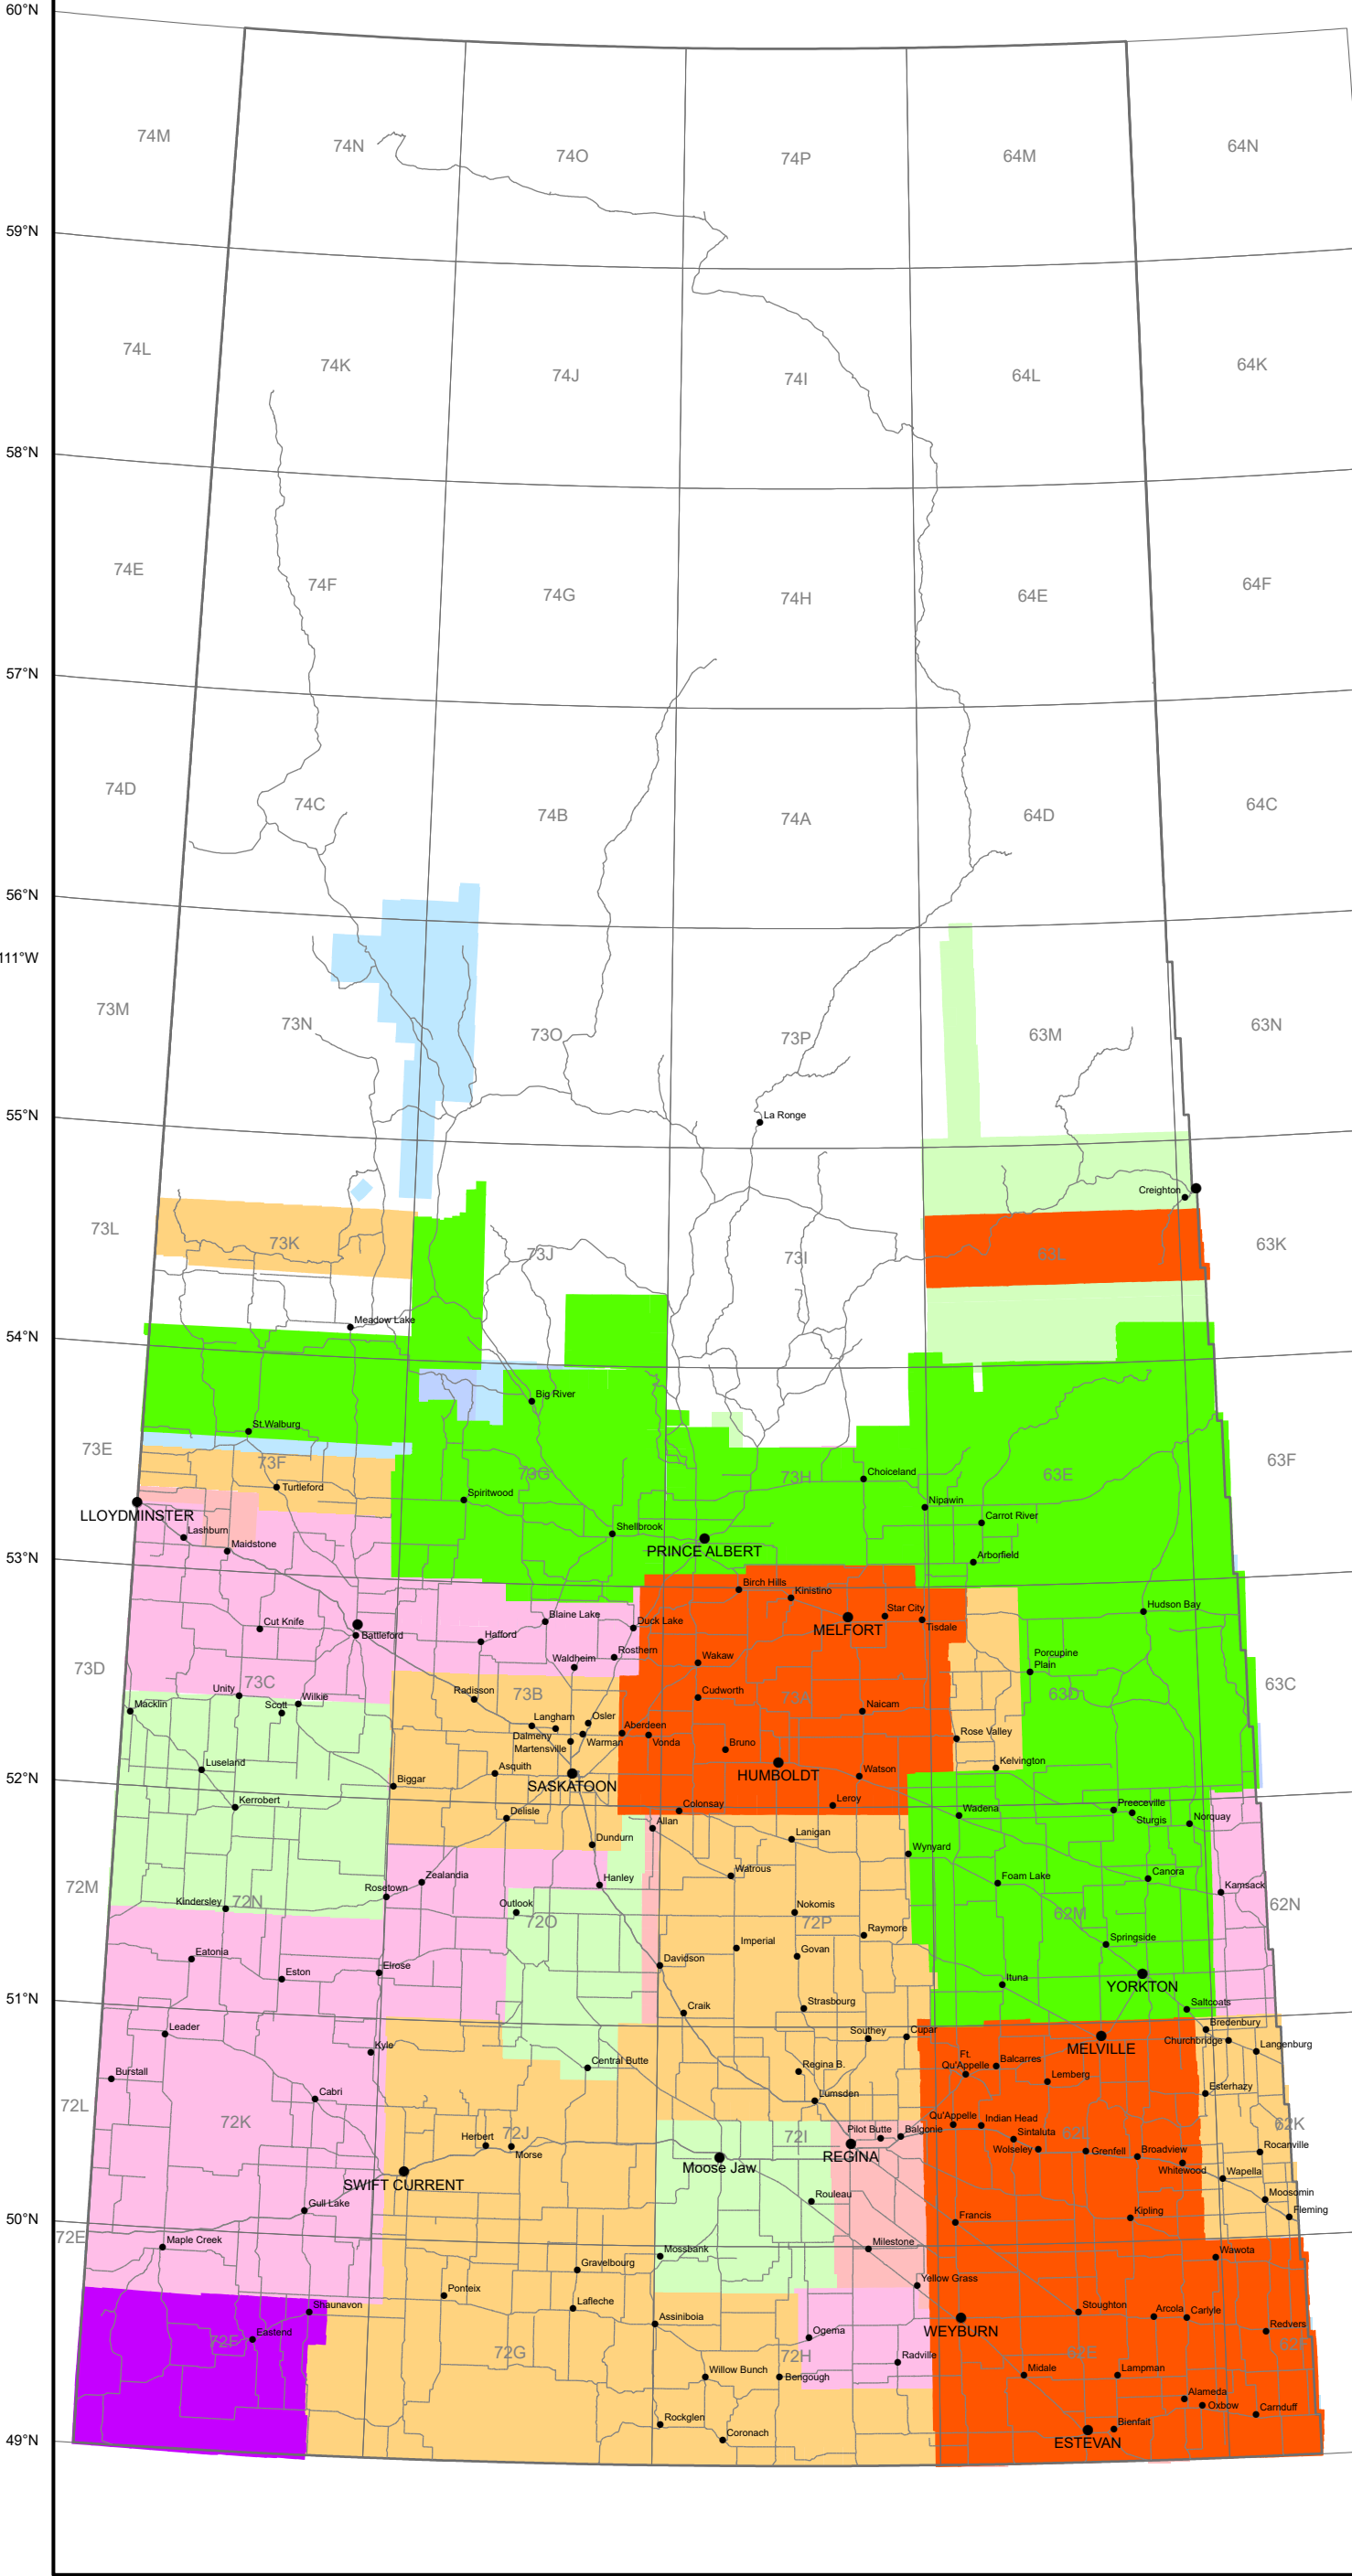 60°N
74M
74N
74O
74P
64M
64N
59°N
74L
74K
74J
74I
64L
64K
58°N
74E
74F
74G
74H
64E
64F
57°N
74D
74C
74B
74A
64D
64C
56°N
111°W
73M
73N
73O
73P
63M
63N
55°N
La Ronge
Creighton
73L
73K
73J
73I
63L
63K
Meadow Lake
54°N
Big River
St.Walburg
73E
73F
73G
73H
63E
63F
Choiceland
Turtleford
Spiritwood
Nipawin
LLOYDMINSTER
Carrot River
Lashburn
Shellbrook
Maidstone
PRINCE ALBERT
53°N
Arborfield
Birch Hills
Kinistino
Hudson Bay
Cut Knife
Blaine Lake
Duck Lake
Star City
MELFORT
Tisdale
Battleford
Hafford
Rosthern
Waldheim
Wakaw
Porcupine
Plain
73D
73C
73B
73A
63D
63C
Unity
Radisson
Cudworth
Macklin
Scott
Wilkie
Naicam
Langham
Osler
Aberdeen
Dalmeny
Warman
Vonda
Martensville
Bruno
Rose Valley
Luseland
Asquith
SASKATOON
HUMBOLDT
Watson
Kelvington
52°N
Biggar
Kerrobert
Delisle
Colonsay
Leroy
Wadena
Preeceville
Sturgis
Norquay
Allan
Dundurn
Lanigan
Wynyard
Zealandia
Hanley
Watrous
Foam Lake
Canora
Kamsack
72M
72N
Rosetown
Kindersley
Outlook
72O
Nokomis
72P
62M
62N
Raymore
Imperial
Govan
Springside
Eatonia
Eston
Elrose
Davidson
Ituna
YORKTON
51°N
Craik
Strasbourg
Saltcoats
Leader
Kyle
Southey
Cupar
MELVILLE
Bredenbury
Churchbridge
Langenburg
Burstall
Central Butte
Regina B.
Ft.
Qu'Appelle
Balcarres
Lemberg
Cabri
Lumsden
Esterhazy
72L
72K
72J
72I
62K
Herbert
Morse
Pilot Butte
Balgonie
Qu'Appelle
Indian Head
Sintaluta
REGINA
Wolseley
Grenfell
Broadview
Rocanville
SWIFT CURRENT
Moose Jaw
Whitewood
Wapella
Gull Lake
Rouleau
Moosomin
50°N
Francis
Kipling
Fleming
72E
Maple Creek
Mossbank
Milestone
Wawota
Gravelbourg
Ponteix
Yellow Grass
Shaunavon
Lafleche
Stoughton
Arcola
Carlyle
Assiniboia
WEYBURN
Redvers
Eastend
72F
72G
Ogema
72H
62E
Radville
Willow Bunch
Bengough
Midale
Lampman
Alameda
Oxbow
Carnduff
Rockglen
Coronach
Bienfait
ESTEVAN
49°N